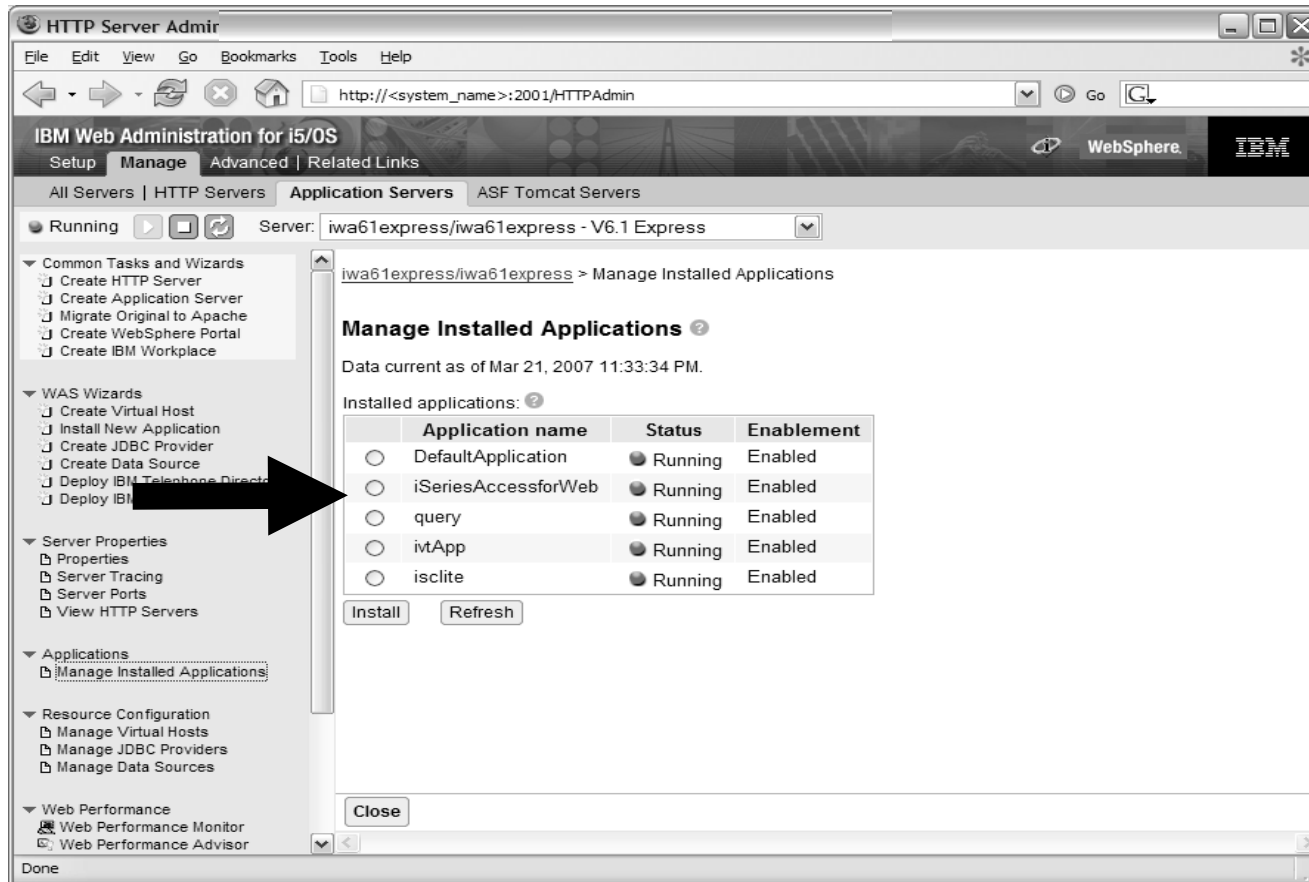 HTTP Server Admin
File Edit View Go Bookmarks Tools Help
http://<system_name>:2001/HTTPAdmin Go G
IBM Web Administration for i5/OS
Setup Manage Advanced | Related Links WebSphere. IBM
All Servers | HTTP Servers Application Servers ASF Tomcat Servers
Running Server: iwa61express/iwa61express - V6.1 Express
Common Tasks and Wizards
Create HTTP Server
Create Application Server
Migrate Original to Apache
Create WebSphere Portal
Create IBM Workplace
WAS Wizards
Create Virtual Host
Install New Application
Create JDBC Provider
Create Data Source
Deploy IBM Telephone Directo
Deploy IBM
Server Properties
Properties
Server Tracing
Server Ports
View HTTP Servers
Applications
Manage Installed Applications
Resource Configuration
Manage Virtual Hosts
Manage JDBC Providers
Manage Data Sources
Web Performance
Web Performance Monitor
Web Performance Advisor
iwa61express/iwa61express > Manage Installed Applications
Manage Installed Applications ?
Data current as of Mar 21, 2007 11:33:34 PM.
Installed applications: ?
Application name Status Enablement
DefaultApplication Running Enabled
iSeriesAccessforWeb Running Enabled
query Running Enabled
ivtApp Running Enabled
isclite Running Enabled
Install Refresh
Close
Done